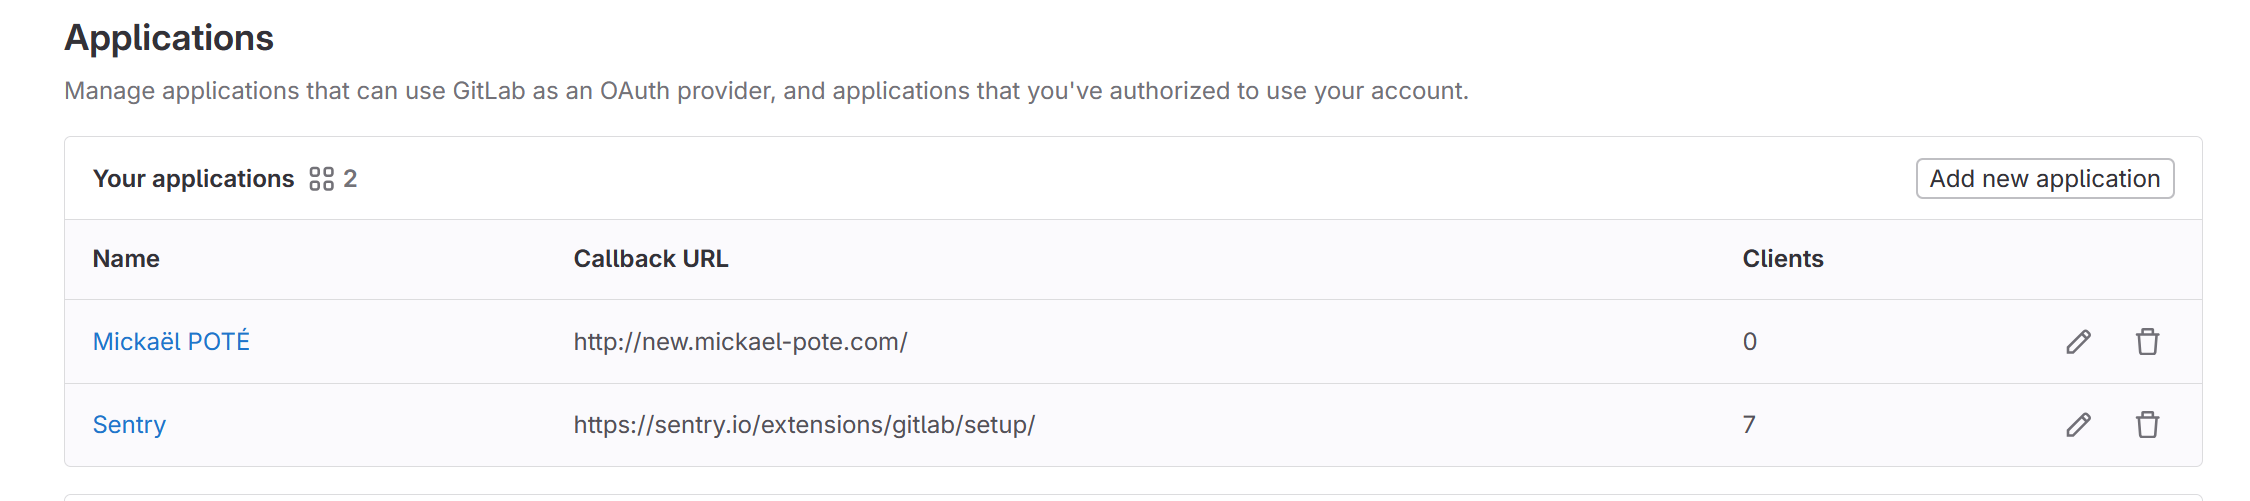 Applications
Manage applications that can use GitLab as an OAuth provider, and applications that you've authorized to use your account.
Your applications 2
Add new application
Name Callback URL Clients
Mickaël POTÉ http://new.mickael-pote.com/ 0
Sentry https://sentry.io/extensions/gitlab/setup/ 7